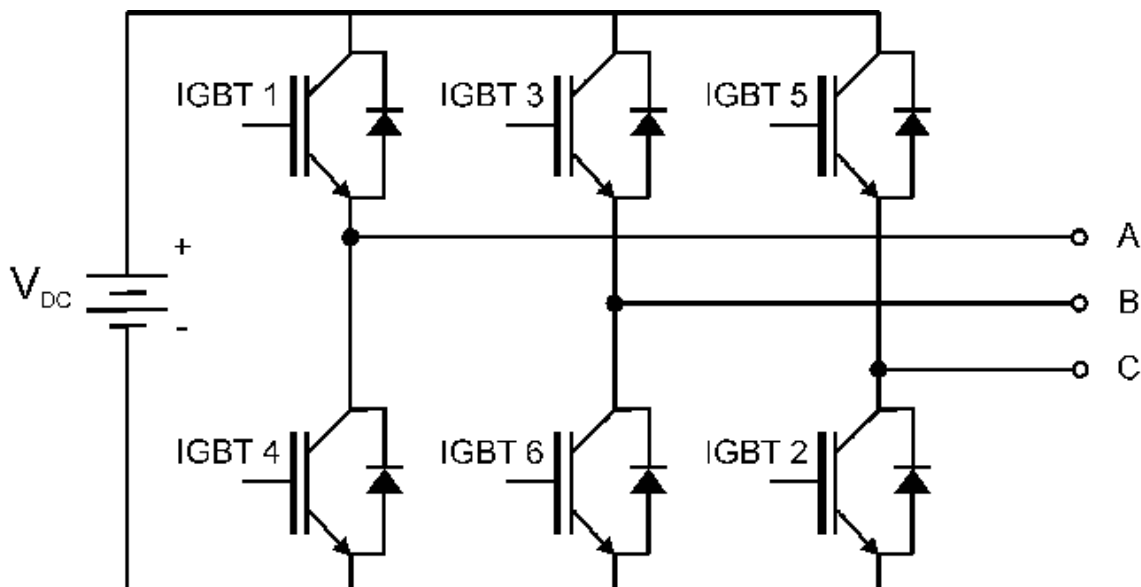 IGBT 1
IGBT 3
IGBT 5
A
+
V_DC
B
-
C
IGBT 4
IGBT 6
IGBT 2